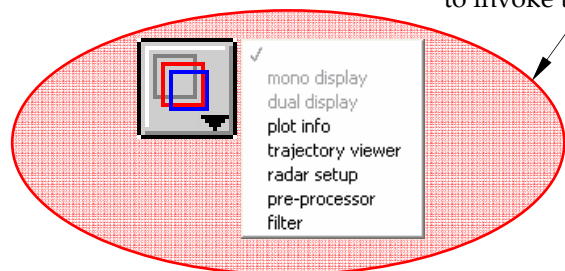 to invoke
mono display
dual display
plot info
trajectory viewer
radar setup
pre-processor
filter